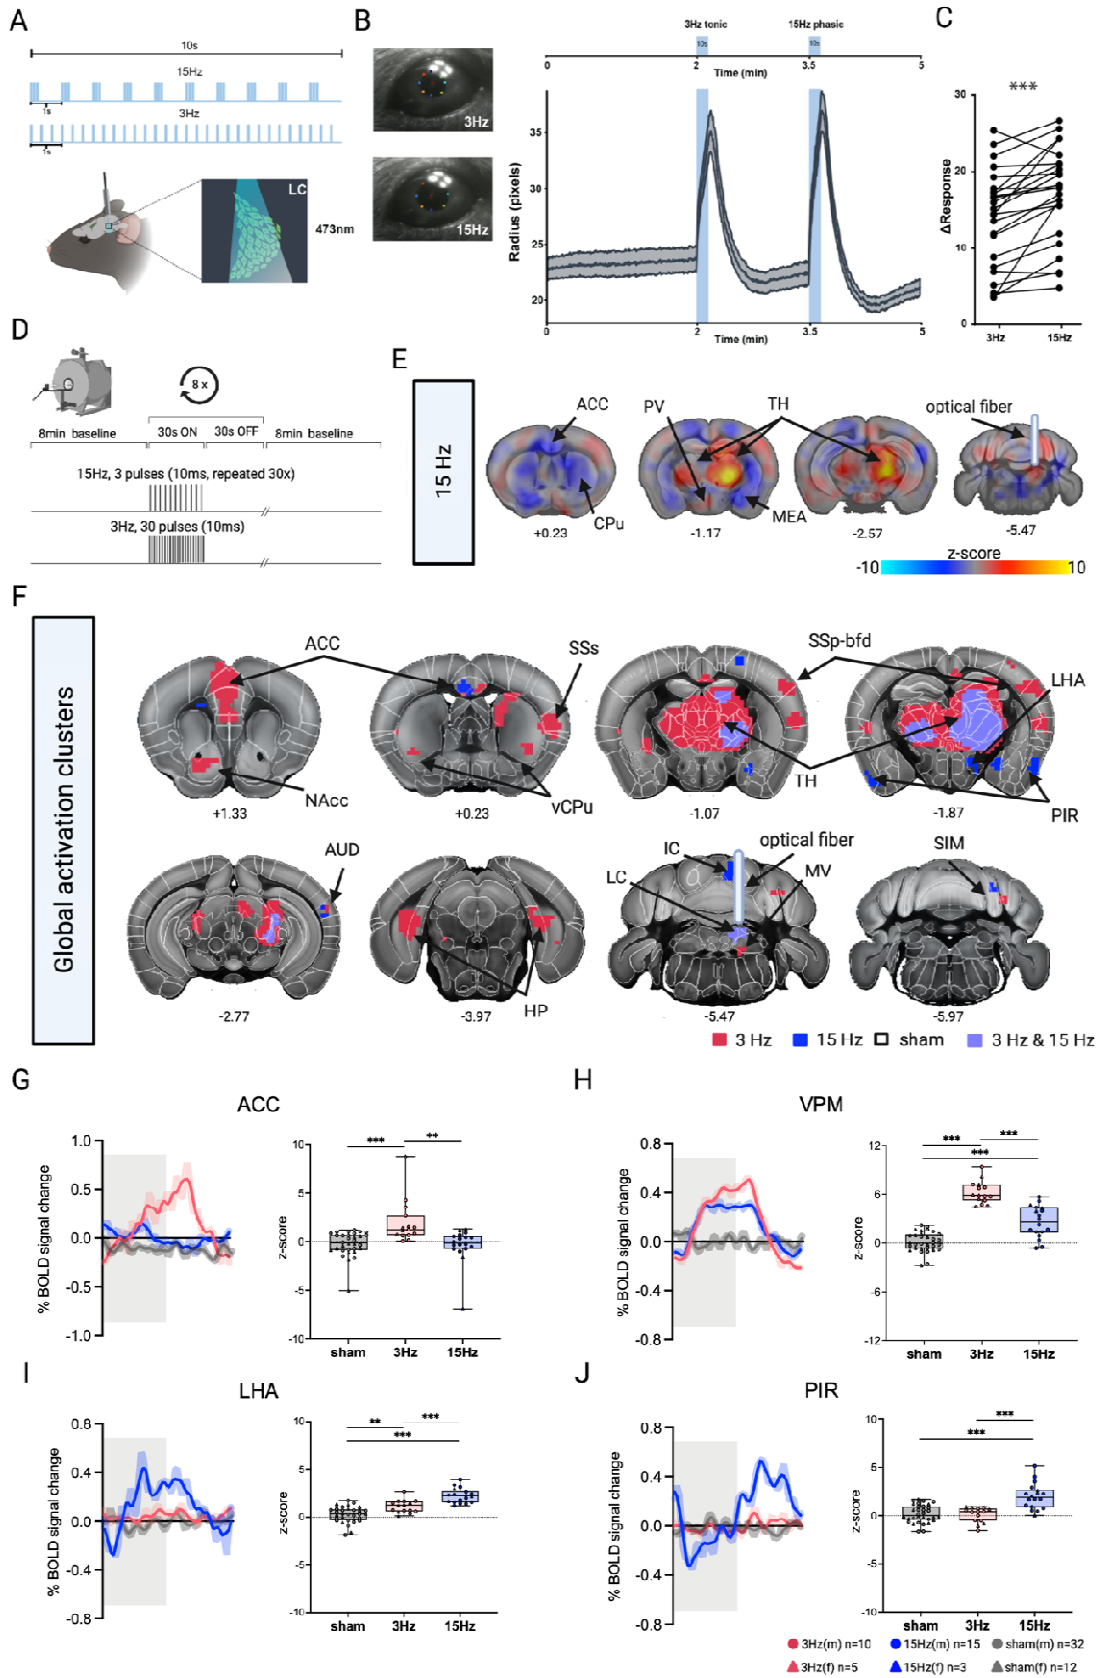 A
10s
15Hz
1s
3Hz
1s
LC
473nm
B
3Hz
15Hz
3Hz tonic
15Hz phasic
10s
10s
0
2
3.5
5
Time (min)
Radius (pixels)
35
30
25
20
0
2
3.5
5
Time (min)
C
***
ΔResponse
30
20
10
0
3Hz
15Hz
D
8 x
8min baseline
30s ON
30s OFF
8min baseline
15Hz, 3 pulses (10ms, repeated 30x)
3Hz, 30 pulses (10ms)
E
15 Hz
ACC
PV
TH
optical fiber
CPu
MEA
+0.23
-1.17
-2.57
-5.47
z-score
-10
10
F
Global activation clusters
ACC
SSs
SSp-bfd
LHA
NAcc
vCPu
TH
PIR
+1.33
+0.23
-1.07
-1.87
AUD
IC
optical fiber
SIM
LC
MV
HP
-2.77
-3.97
-5.47
-5.97
3 Hz
15 Hz
sham
3 Hz & 15 Hz
G
ACC
% BOLD signal change
1.0
0.5
0.0
-0.5
-1.0
z-score
10
5
0
-5
-10
***
**
sham
3Hz
15Hz
H
VPM
% BOLD signal change
0.8
0.4
0.0
-0.4
-0.8
z-score
12
6
0
-6
-12
***
***
***
sham
3Hz
15Hz
I
LHA
% BOLD signal change
0.8
0.4
0.0
-0.4
-0.8
z-score
10
5
0
-5
-10
**
***
***
sham
3Hz
15Hz
J
PIR
% BOLD signal change
0.8
0.4
0.0
-0.4
-0.8
z-score
10
5
0
-5
-10
***
***
sham
3Hz
15Hz
3Hz(m) n=10
15Hz(m) n=15
sham(m) n=32
3Hz(f) n=5
15Hz(f) n=3
sham(f) n=12